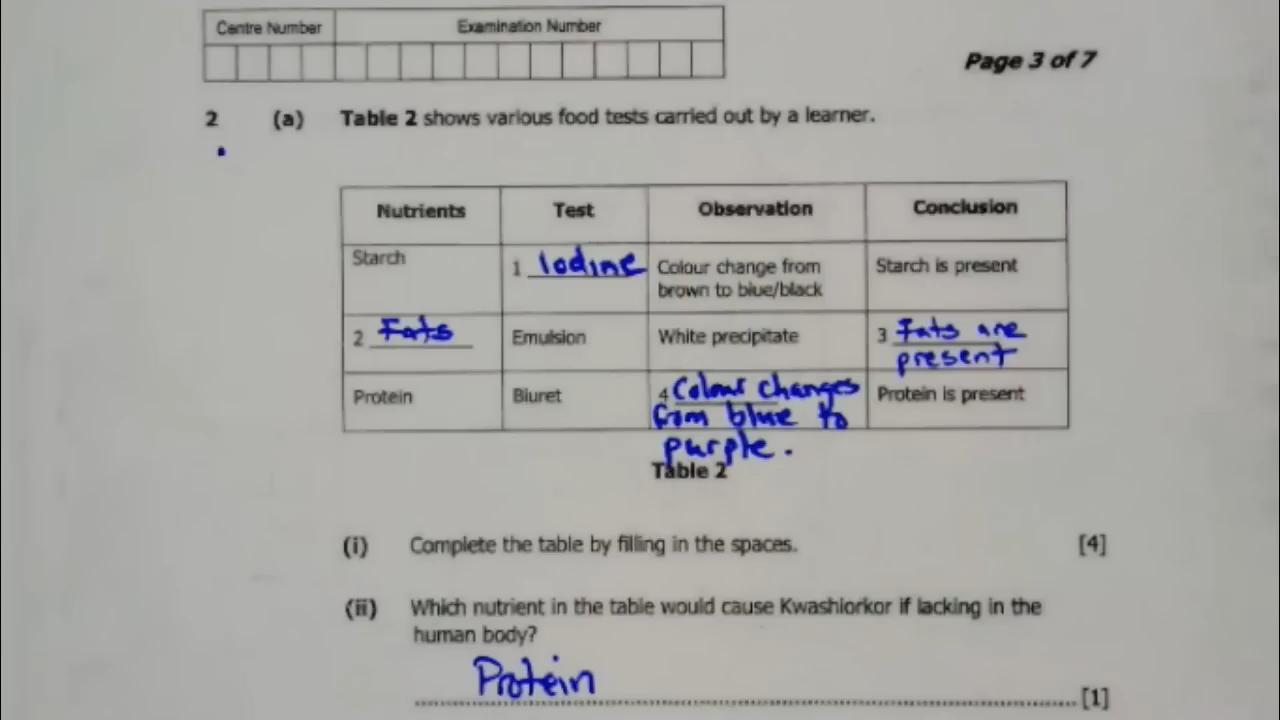 Centre Number Examination Number
Page 3 of 7
2 (a) Table 2 shows various food tests carried out by a learner.
Nutrients Test Observation Conclusion
Starch 1 Iodine Colour change from brown to blue/black Starch is present
2 Fats Emulsion White precipitate 3 Fats are present
Protein Biuret 4 Colour changes from blue to purple. Protein is present
Table 2
(i) Complete the table by filling in the spaces. [4]
(ii) Which nutrient in the table would cause Kwashiorkor if lacking in the
human body?
Protein
[1]